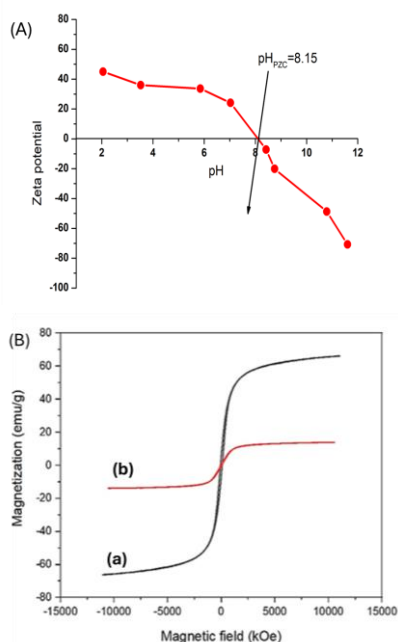 (A)
80
60
40
20
0
-20
-40
-60
-80
-100
2 4 6 8 10 12
pH
Zeta potential
pHPZC=8.15
(B)
80
60
40
20
0
-20
-40
-60
-80
(b)
(a)
-15000 -10000 -5000 0 5000 10000 15000
Magnetization (emu/g)
Magnetic field (kOe)